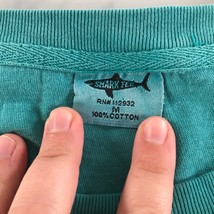 SHARK TEE
RN# 112932
M
100% COTTON